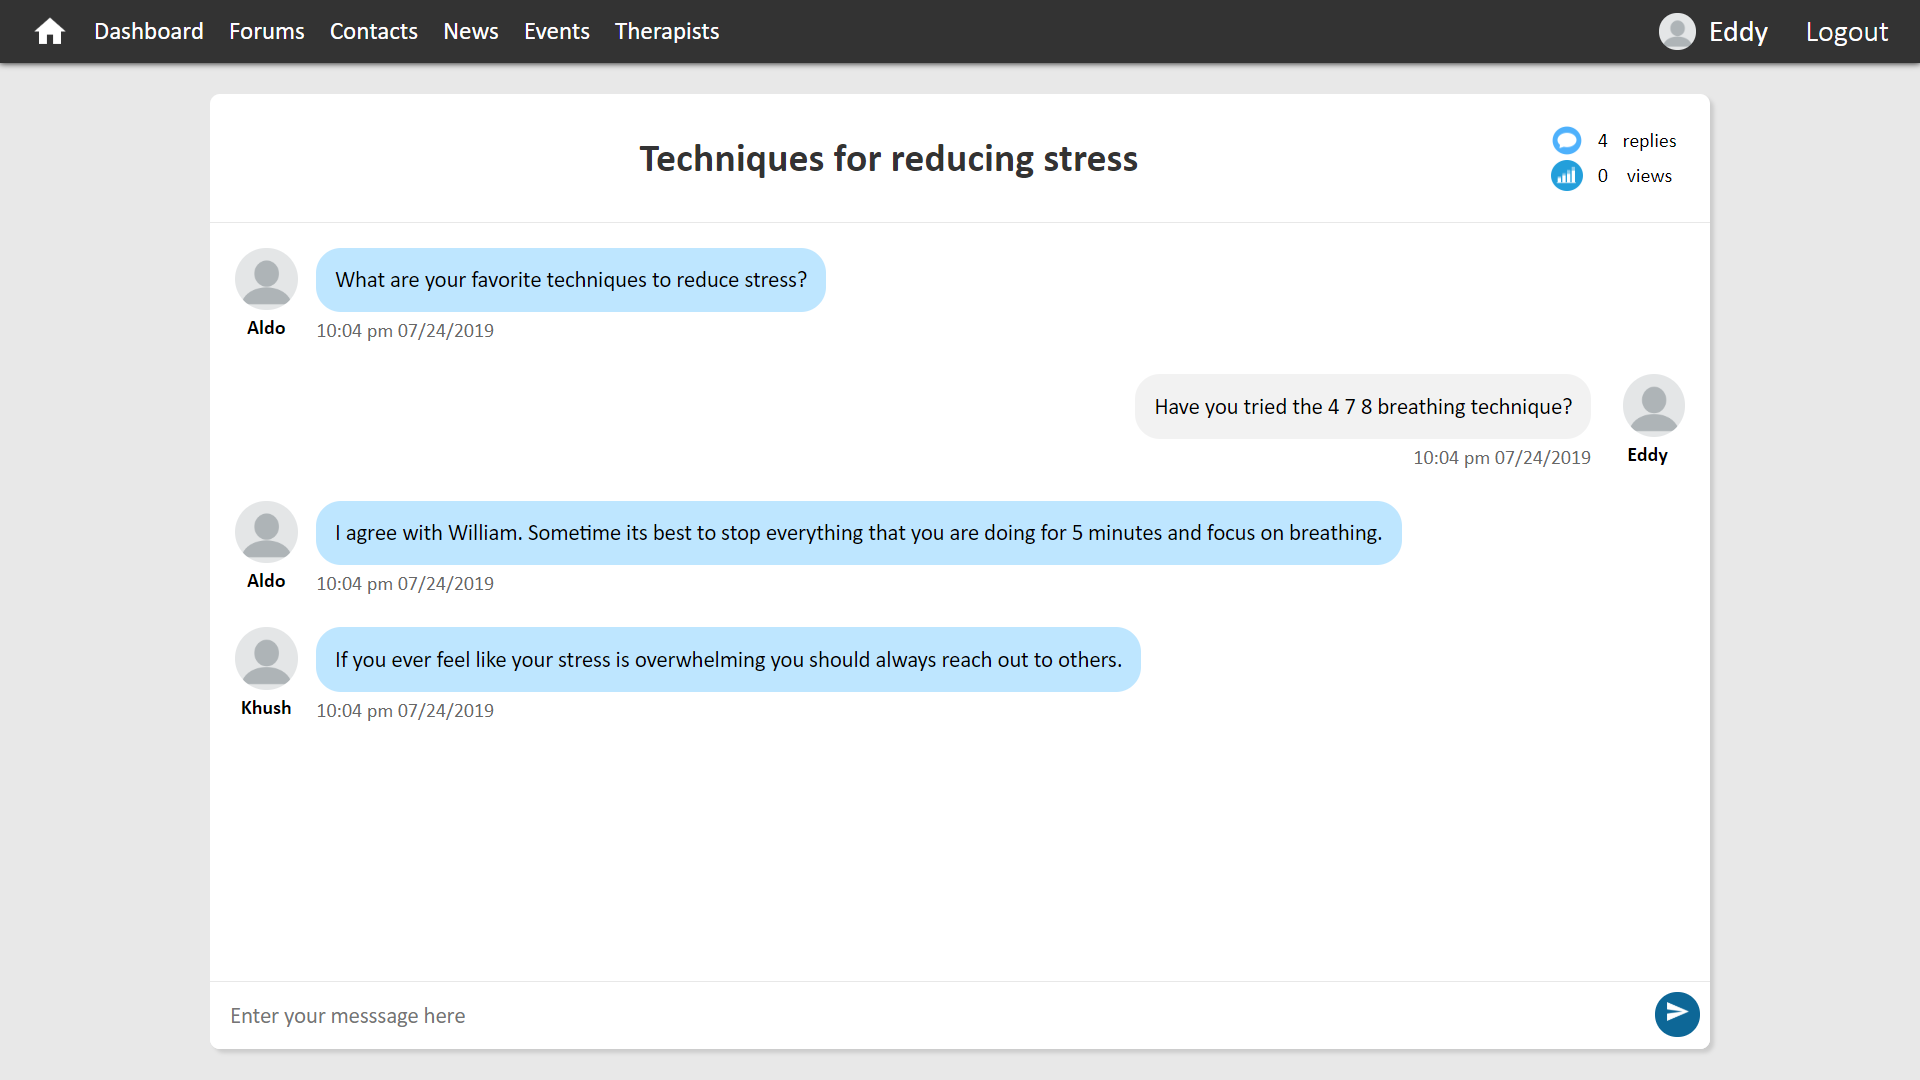 Dashboard Forums Contacts News Events Therapists Eddy Logout
Techniques for reducing stress
4 replies
0 views
What are your favorite techniques to reduce stress?
Aldo
10:04 pm 07/24/2019
Have you tried the 4 7 8 breathing technique?
10:04 pm 07/24/2019
Eddy
I agree with William. Sometime its best to stop everything that you are doing for 5 minutes and focus on breathing.
Aldo
10:04 pm 07/24/2019
If you ever feel like your stress is overwhelming you should always reach out to others.
Khush
10:04 pm 07/24/2019
Enter your messsage here